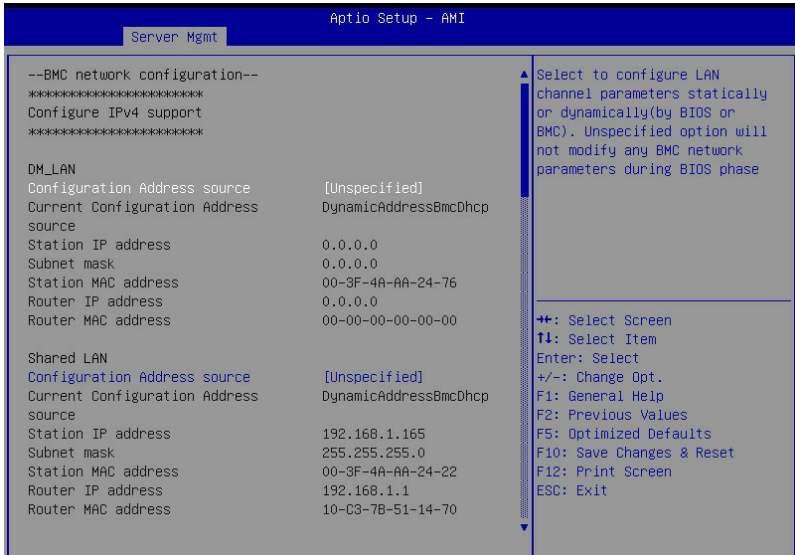 Aptio Setup - AMI
Server Mgmt
--BMC network configuration--
**********************
Configure IPv4 support
**********************
DM_LAN
Configuration Address source [Unspecified]
Current Configuration Address DynamicAddressBmcDhcp
source
Station IP address 0.0.0.0
Subnet mask 0.0.0.0
Station MAC address 00-3F-4A-AA-24-76
Router IP address 0.0.0.0
Router MAC address 00-00-00-00-00-00
Shared LAN
Configuration Address source [Unspecified]
Current Configuration Address DynamicAddressBmcDhcp
source
Station IP address 192.168.1.165
Subnet mask 255.255.255.0
Station MAC address 00-3F-4A-AA-24-22
Router IP address 192.168.1.1
Router MAC address 10-C3-7B-51-14-70
Select to configure LAN
channel parameters statically
or dynamically(by BIOS or
BMC). Unspecified option will
not modify any BMC network
parameters during BIOS phase
→←: Select Screen
↑↓: Select Item
Enter: Select
+/-: Change Opt.
F1: General Help
F2: Previous Values
F5: Optimized Defaults
F10: Save Changes & Reset
F12: Print Screen
ESC: Exit